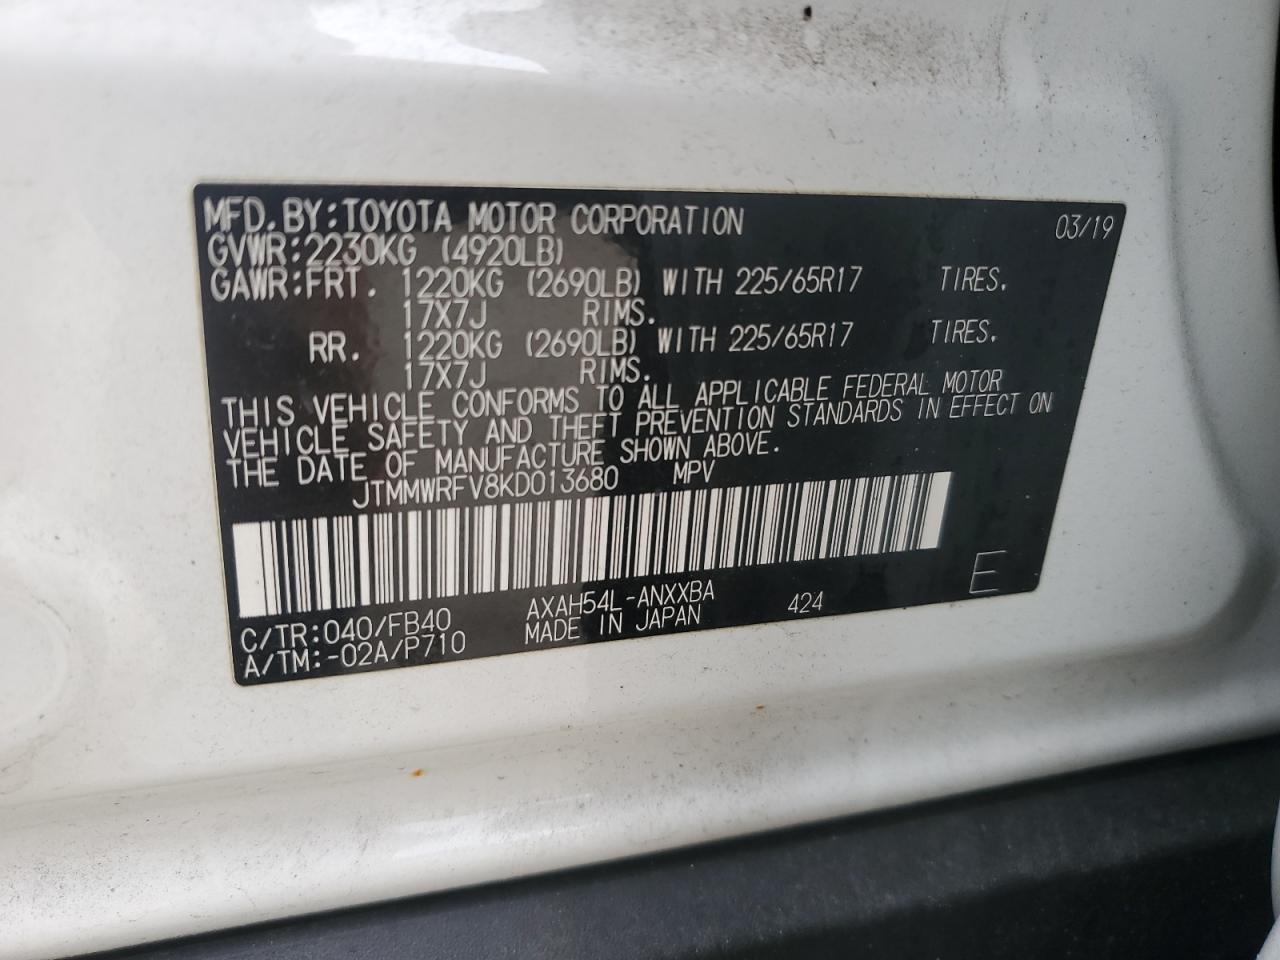 MFD.BY:TOYOTA MOTOR CORPORATION 03/19
GVWR:2230KG (4920LB)
GAWR:FRT. 1220KG (2690LB) WITH 225/65R17 TIRES.
17X7J RIMS.
RR. 1220KG (2690LB) WITH 225/65R17 TIRES.
17X7J RIMS.
THIS VEHICLE CONFORMS TO ALL APPLICABLE FEDERAL MOTOR
VEHICLE SAFETY AND THEFT PREVENTION STANDARDS IN EFFECT ON
THE DATE OF MANUFACTURE SHOWN ABOVE.
JTMMWRFV8KD013680 MPV
E
C/TR:040/FB40 AXAH54L-ANXXBA 424
A/TM:-02A/P710 MADE IN JAPAN